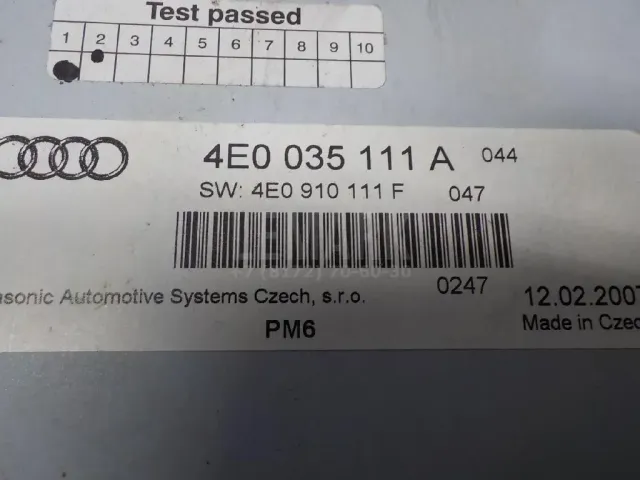 Test passed
1 2 3 4 5 6 7 8 9 10
4E0 035 111 A 044
SW: 4E0 910 111 F 047
0247
asonic Automotive Systems Czech, s.r.o. 12.02.2007
PM6 Made in Czec